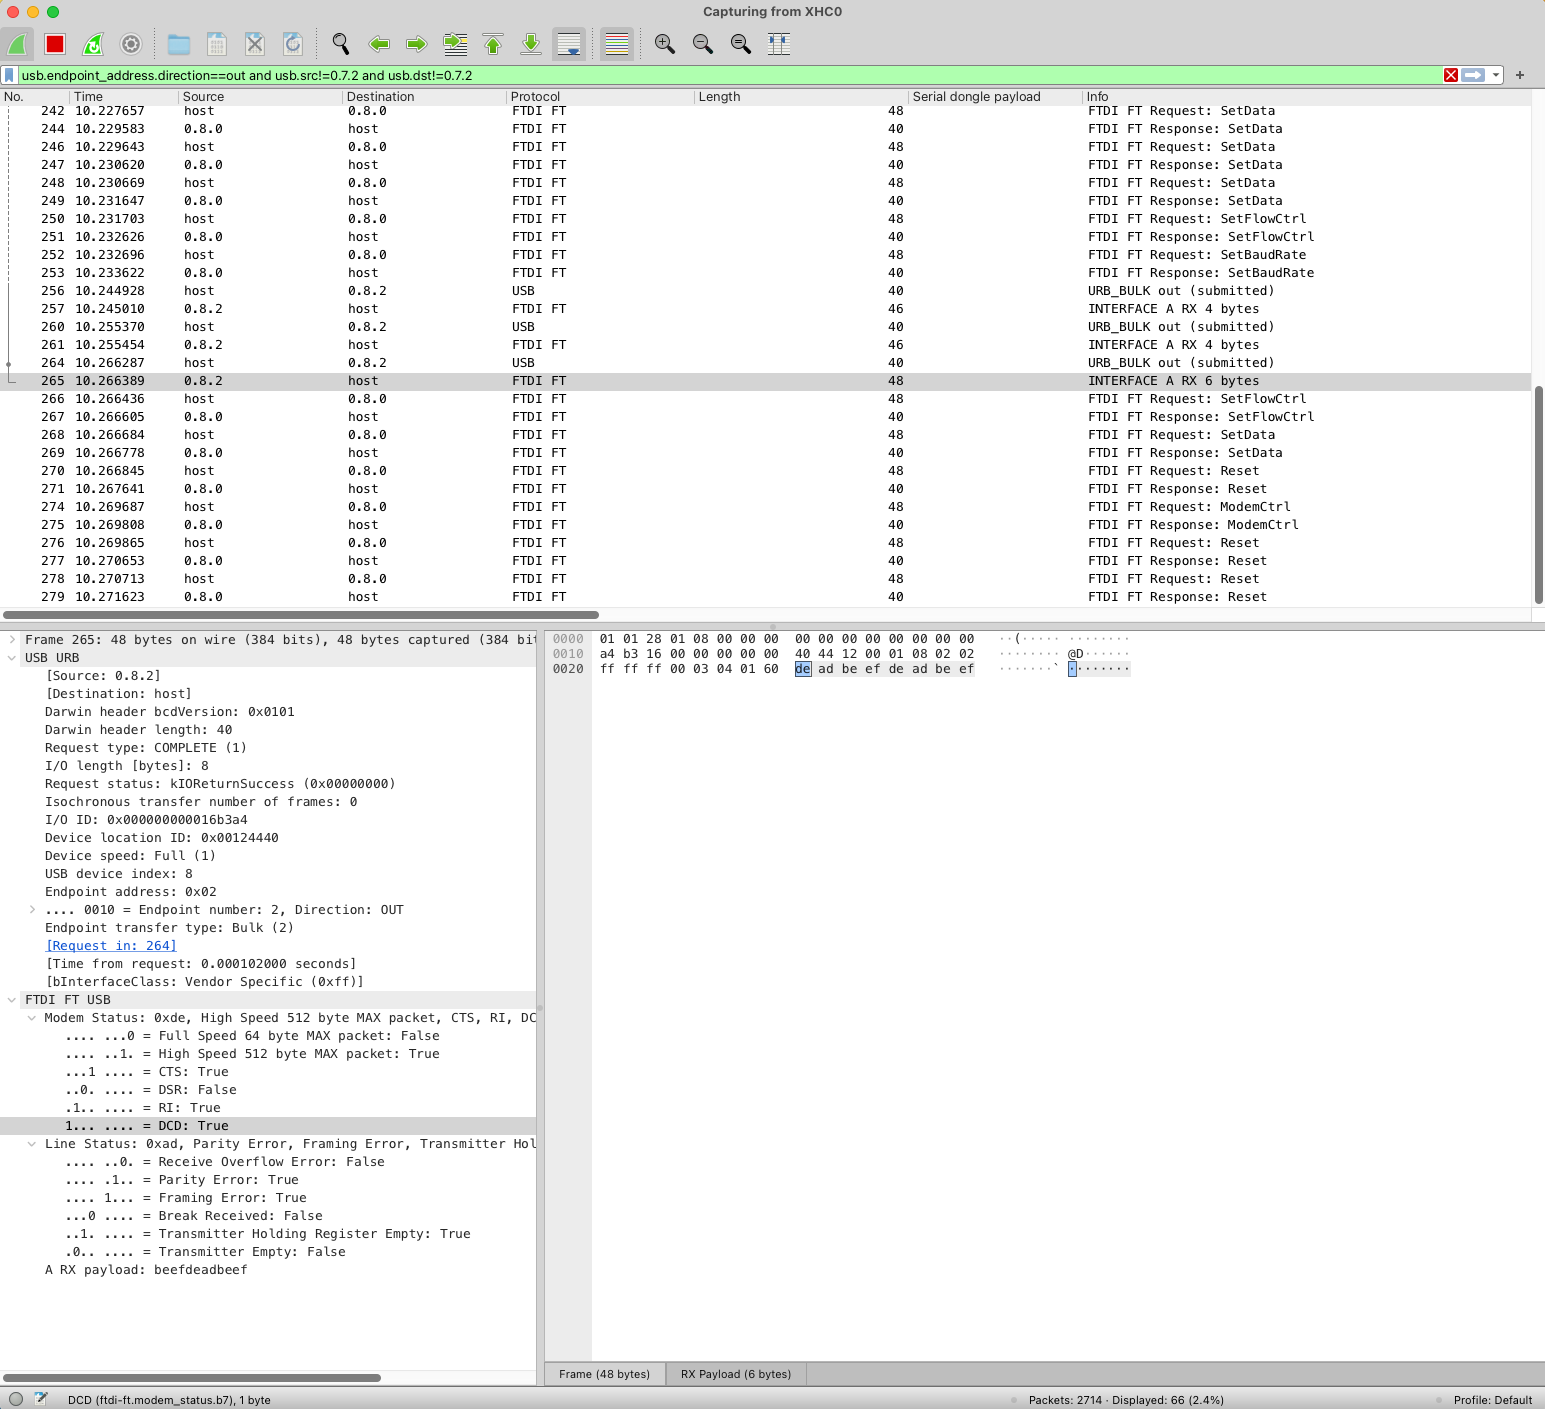 Capturing from XHC0
usb.endpoint_address.direction==out and usb.src!=0.7.2 and usb.dst!=0.7.2
No. Time Source Destination Protocol Length Serial dongle payload Info
242 10.227657 host 0.8.0 FTDI FT 48 FTDI FT Request: SetData
244 10.229583 0.8.0 host FTDI FT 40 FTDI FT Response: SetData
246 10.229643 host 0.8.0 FTDI FT 48 FTDI FT Request: SetData
247 10.230620 0.8.0 host FTDI FT 40 FTDI FT Response: SetData
248 10.230669 host 0.8.0 FTDI FT 48 FTDI FT Request: SetData
249 10.231647 0.8.0 host FTDI FT 40 FTDI FT Response: SetData
250 10.231703 host 0.8.0 FTDI FT 48 FTDI FT Request: SetFlowCtrl
251 10.232626 0.8.0 host FTDI FT 40 FTDI FT Response: SetFlowCtrl
252 10.232696 host 0.8.0 FTDI FT 48 FTDI FT Request: SetBaudRate
253 10.233622 0.8.0 host FTDI FT 40 FTDI FT Response: SetBaudRate
256 10.244928 host 0.8.2 USB 40 URB_BULK out (submitted)
257 10.245010 0.8.2 host FTDI FT 46 INTERFACE A RX 4 bytes
260 10.255370 host 0.8.2 USB 40 URB_BULK out (submitted)
261 10.255454 0.8.2 host FTDI FT 46 INTERFACE A RX 4 bytes
264 10.266287 host 0.8.2 USB 40 URB_BULK out (submitted)
265 10.266389 0.8.2 host FTDI FT 48 INTERFACE A RX 6 bytes
266 10.266436 host 0.8.0 FTDI FT 48 FTDI FT Request: SetFlowCtrl
267 10.266605 0.8.0 host FTDI FT 40 FTDI FT Response: SetFlowCtrl
268 10.266684 host 0.8.0 FTDI FT 48 FTDI FT Request: SetData
269 10.266778 0.8.0 host FTDI FT 40 FTDI FT Response: SetData
270 10.266845 host 0.8.0 FTDI FT 48 FTDI FT Request: Reset
271 10.267641 0.8.0 host FTDI FT 40 FTDI FT Response: Reset
274 10.269687 host 0.8.0 FTDI FT 48 FTDI FT Request: ModemCtrl
275 10.269808 0.8.0 host FTDI FT 40 FTDI FT Response: ModemCtrl
276 10.269865 host 0.8.0 FTDI FT 48 FTDI FT Request: Reset
277 10.270653 0.8.0 host FTDI FT 40 FTDI FT Response: Reset
278 10.270713 host 0.8.0 FTDI FT 48 FTDI FT Request: Reset
279 10.271623 0.8.0 host FTDI FT 40 FTDI FT Response: Reset
Frame 265: 48 bytes on wire (384 bits), 48 bytes captured (384 bit
USB URB
[Source: 0.8.2]
[Destination: host]
Darwin header bcdVersion: 0x0101
Darwin header length: 40
Request type: COMPLETE (1)
I/O length [bytes]: 8
Request status: kIOReturnSuccess (0x00000000)
Isochronous transfer number of frames: 0
I/O ID: 0x000000000016b3a4
Device location ID: 0x00124440
Device speed: Full (1)
USB device index: 8
Endpoint address: 0x02
.... 0010 = Endpoint number: 2, Direction: OUT
Endpoint transfer type: Bulk (2)
[Request in: 264]
[Time from request: 0.000102000 seconds]
[bInterfaceClass: Vendor Specific (0xff)]
FTDI FT USB
Modem Status: 0xde, High Speed 512 byte MAX packet, CTS, RI, DC
.... ...0 = Full Speed 64 byte MAX packet: False
.... ..1. = High Speed 512 byte MAX packet: True
...1 .... = CTS: True
..0. .... = DSR: False
.1.. .... = RI: True
1... .... = DCD: True
Line Status: 0xad, Parity Error, Framing Error, Transmitter Hol
.... ..0. = Receive Overflow Error: False
.... .1.. = Parity Error: True
.... 1... = Framing Error: True
...0 .... = Break Received: False
..1. .... = Transmitter Holding Register Empty: True
.0.. .... = Transmitter Empty: False
A RX payload: beefdeadbeef
0000 01 01 28 01 08 00 00 00 00 00 00 00 00 00 00 00 ··(····· ········
0010 a4 b3 16 00 00 00 00 00 40 44 12 00 01 08 02 02 ········ @D······
0020 ff ff ff 00 03 04 01 60 de ad be ef de ad be ef ·······` ········
Frame (48 bytes) RX Payload (6 bytes)
DCD (ftdi-ft.modem_status.b7), 1 byte Packets: 2714 · Displayed: 66 (2.4%) Profile: Default